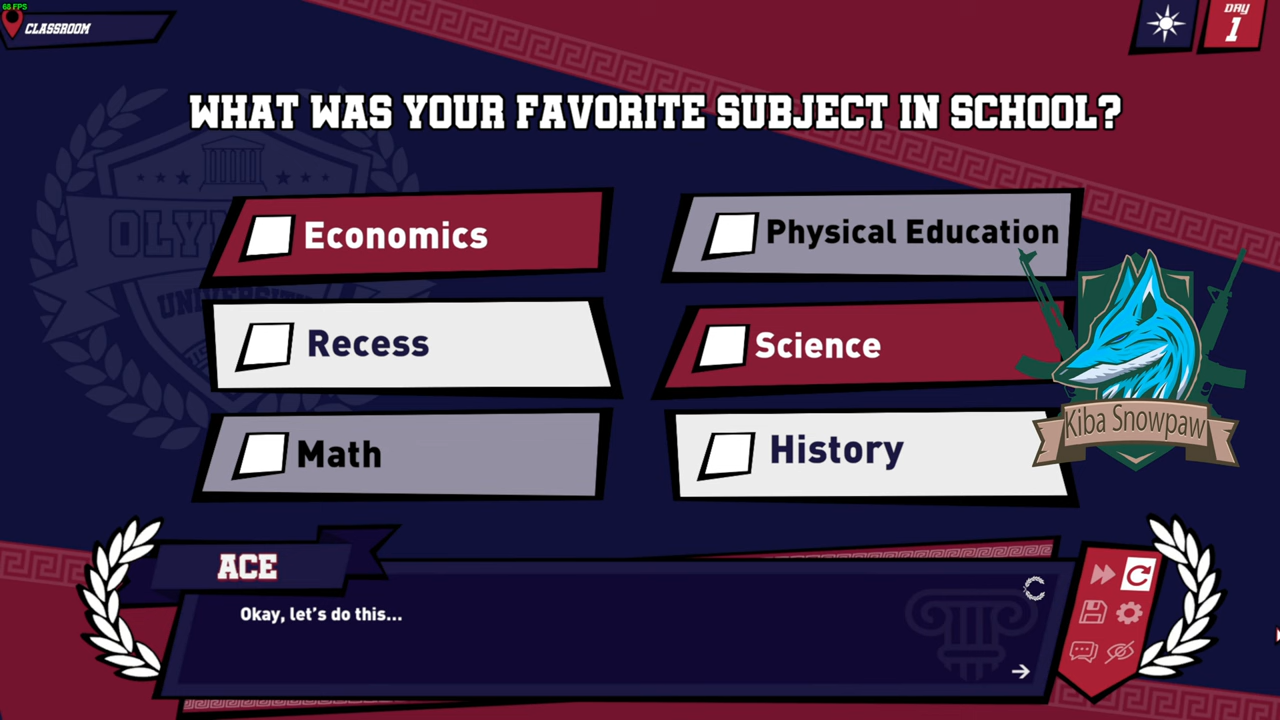 68 FPS
CLASSROOM
DAY
1
WHAT WAS YOUR FAVORITE SUBJECT IN SCHOOL?
Economics
Physical Education
Recess
Science
Math
History
Kiba Snowpaw
ACE
Okay, let's do this...